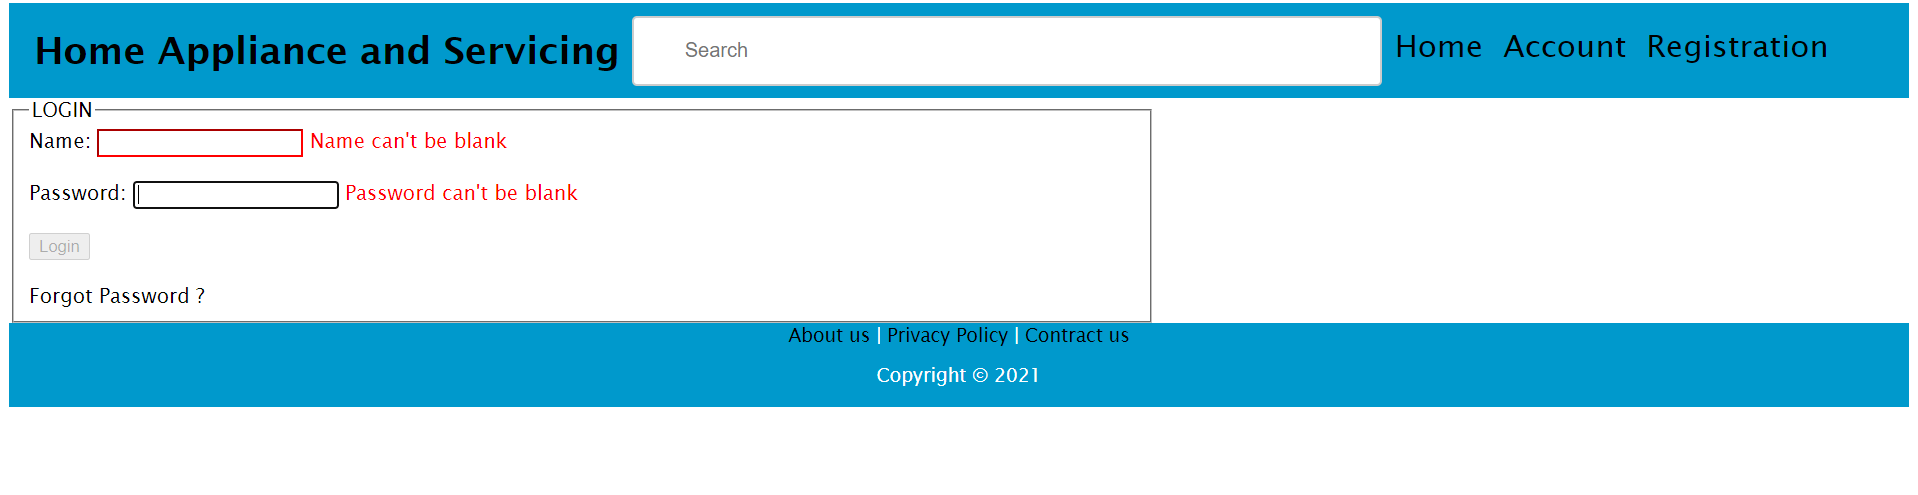 Home Appliance and Servicing Search Home Account Registration
LOGIN
Name: Name can't be blank
Password: Password can't be blank
Login
Forgot Password ?
About us | Privacy Policy | Contract us
Copyright © 2021